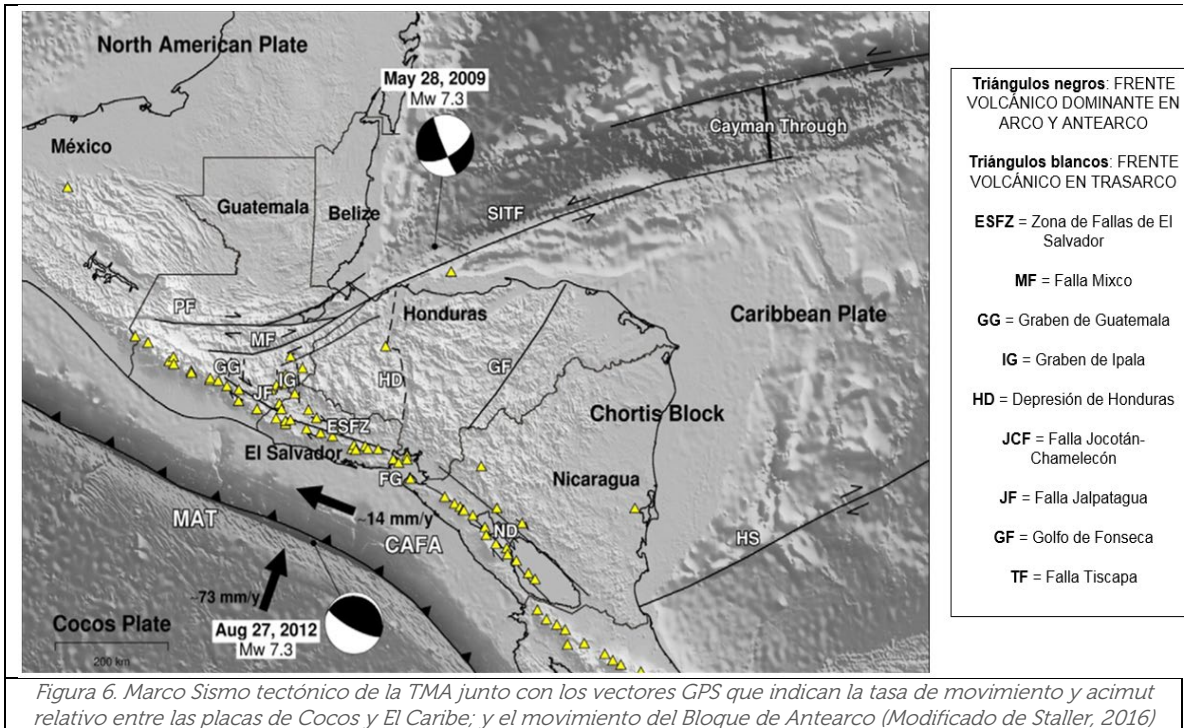 North American Plate
May 28, 2009
Mw 7.3
Cayman Through
México
Guatemala
Belize
SITF
PF
MF
Honduras
Caribbean Plate
GG
JF
IG
HD
GF
Chortis Block
ESFZ
El Salvador
FG
Nicaragua
~14 mm/y
MAT
CAFA
ND
HS
~73 mm/y
Cocos Plate
Aug 27, 2012
Mw 7.3
200 km
Triángulos negros: FRENTE
VOLCÁNICO DOMINANTE EN
ARCO Y ANTEARCO
Triángulos blancos: FRENTE
VOLCÁNICO EN TRASARCO
ESFZ = Zona de Fallas de El
Salvador
MF = Falla Mixco
GG = Graben de Guatemala
IG = Graben de Ipala
HD = Depresión de Honduras
JCF = Falla Jocotán-
Chamelecón
JF = Falla Jalpatagua
GF = Golfo de Fonseca
TF = Falla Tiscapa
Figura 6. Marco Sismo tectónico de la TMA junto con los vectores GPS que indican la tasa de movimiento y acimut
relativo entre las placas de Cocos y El Caribe; y el movimiento del Bloque de Antearco (Modificado de Staller, 2016)